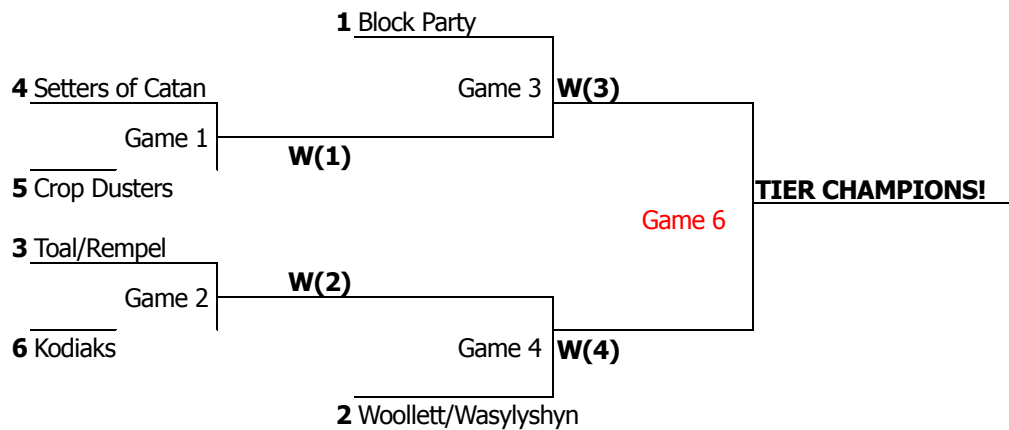 1 Block Party
4 Setters of Catan
Game 3 W(3)
Game 1
W(1)
5 Crop Dusters
TIER CHAMPIONS!
Game 6
3 Toal/Rempel
W(2)
Game 2
6 Kodiaks
Game 4 W(4)
2 Woollett/Wasylyshyn